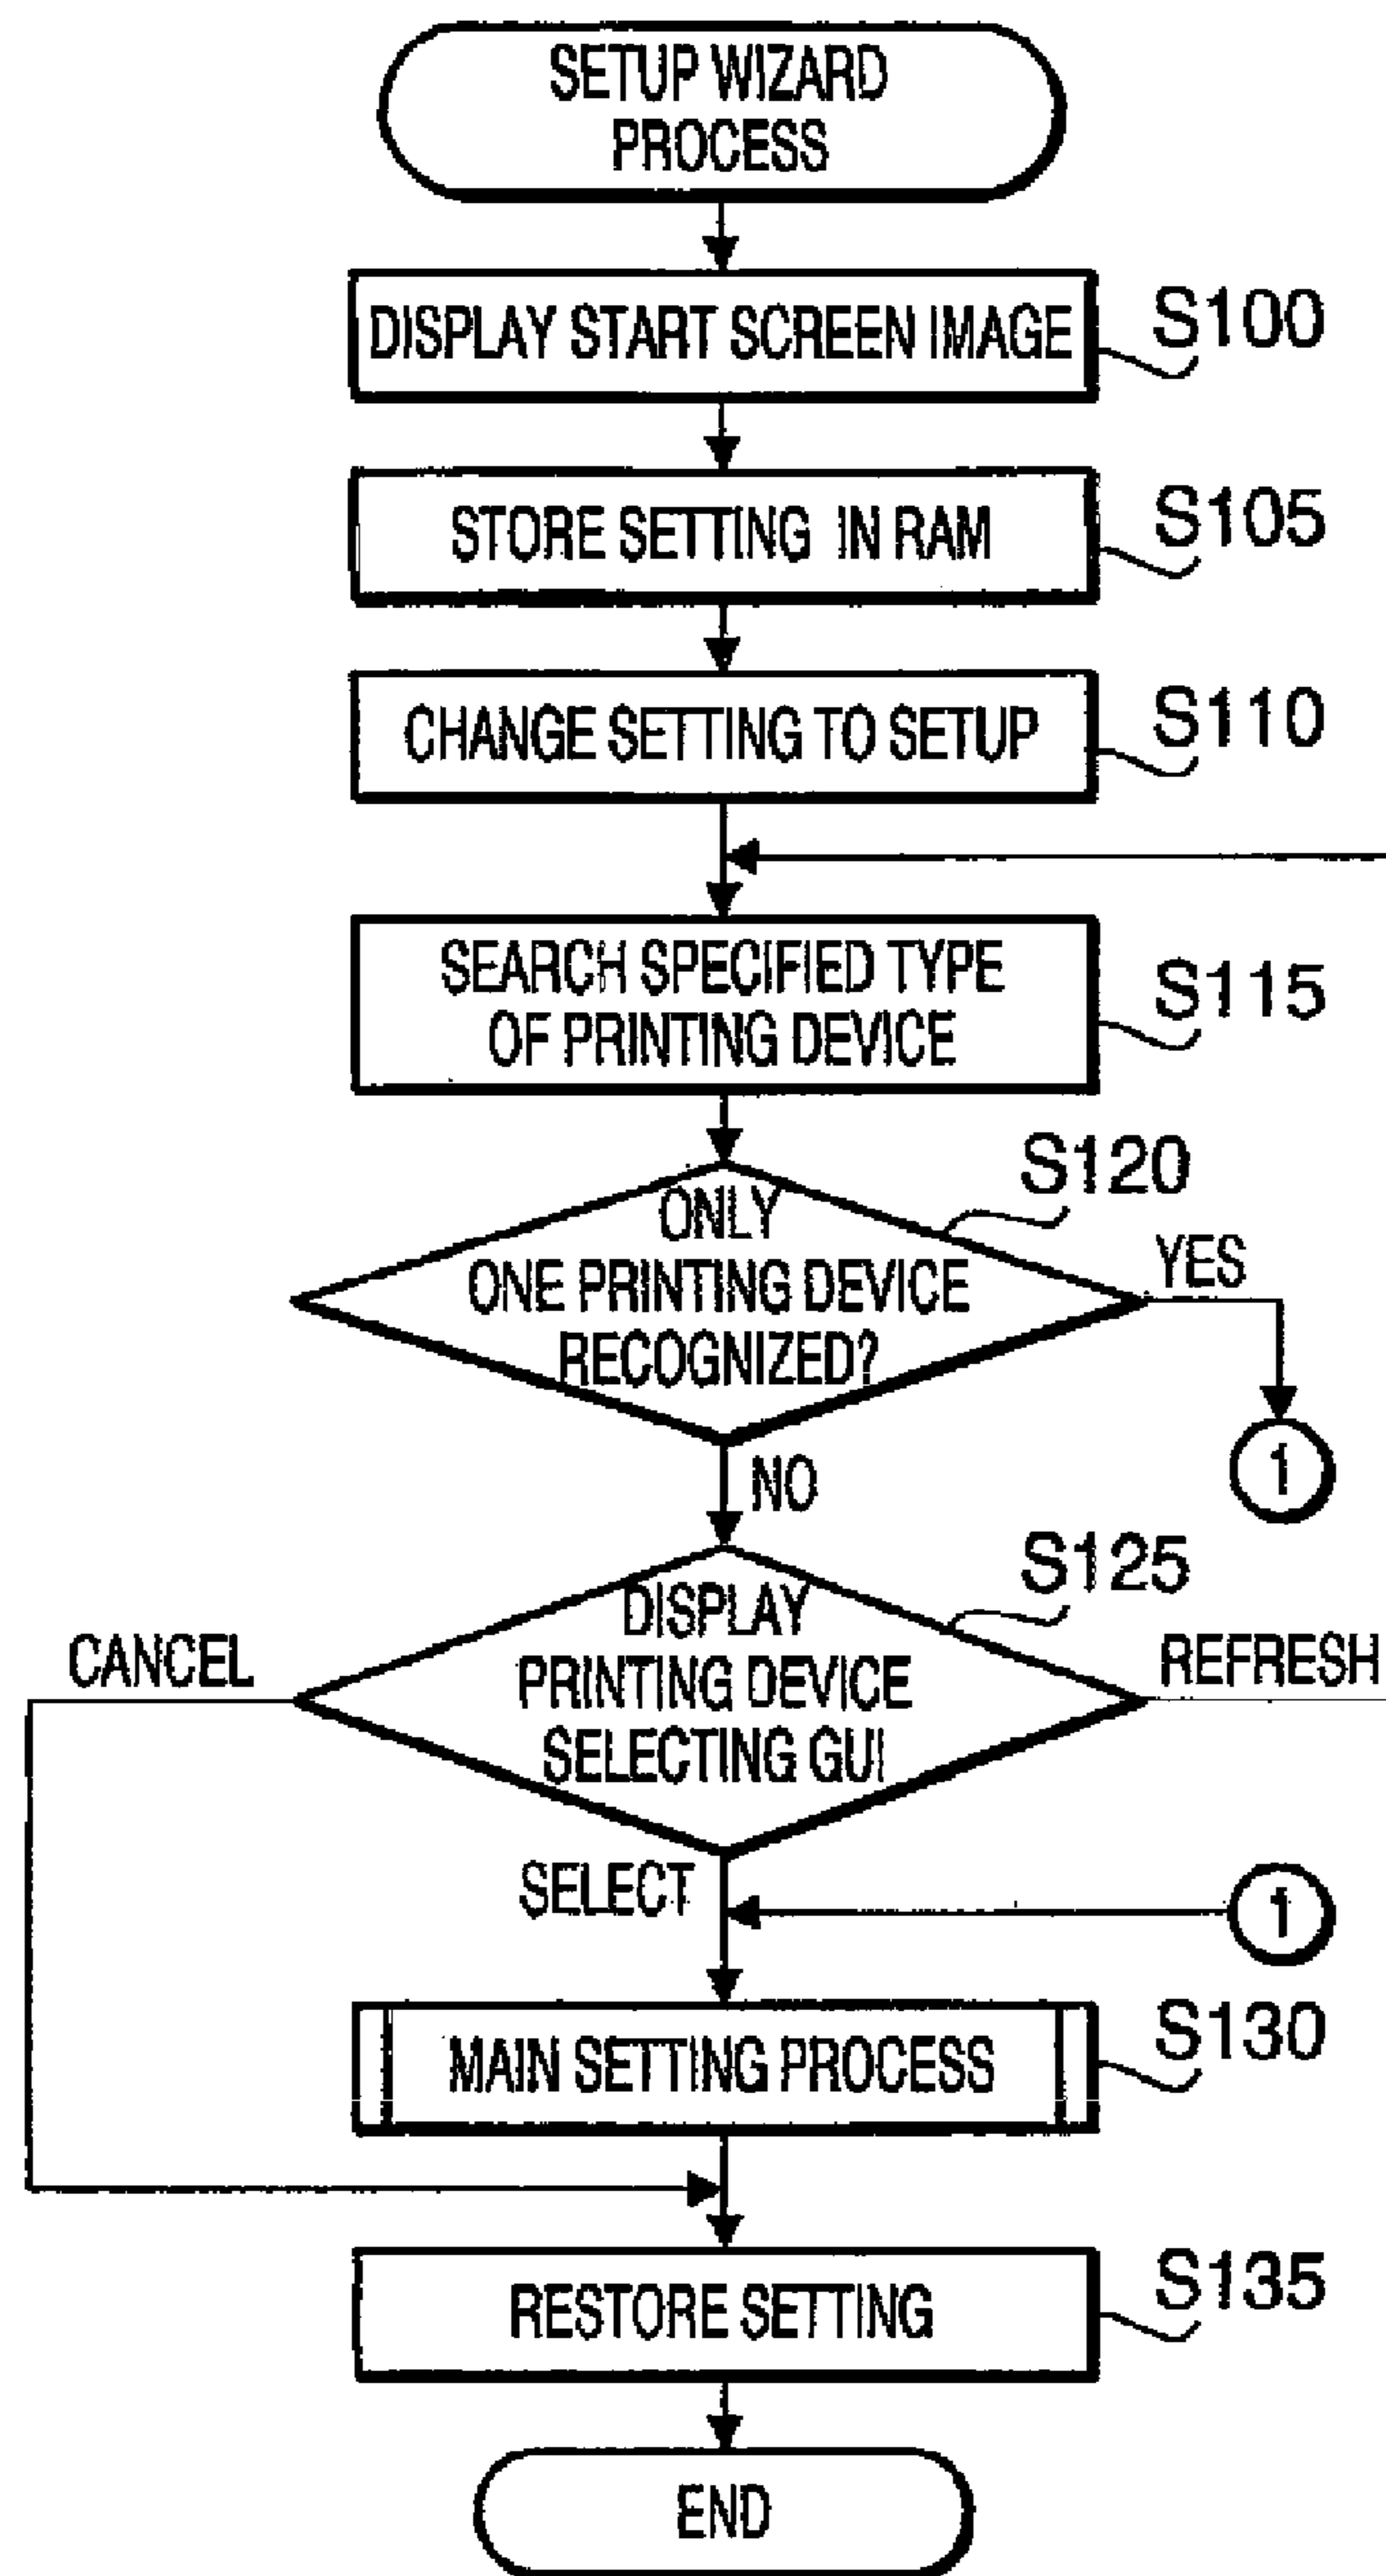 SETUP WIZARD
PROCESS
DISPLAY START SCREEN IMAGE
S100
STORE SETTING IN RAM
S105
CHANGE SETTING TO SETUP
S110
SEARCH SPECIFIED TYPE
OF PRINTING DEVICE
S115
S120
ONLY
ONE PRINTING DEVICE
RECOGNIZED?
YES
1
NO
S125
DISPLAY
PRINTING DEVICE
SELECTING GUI
CANCEL
REFRESH
SELECT
1
MAIN SETTING PROCESS
S130
RESTORE SETTING
S135
END